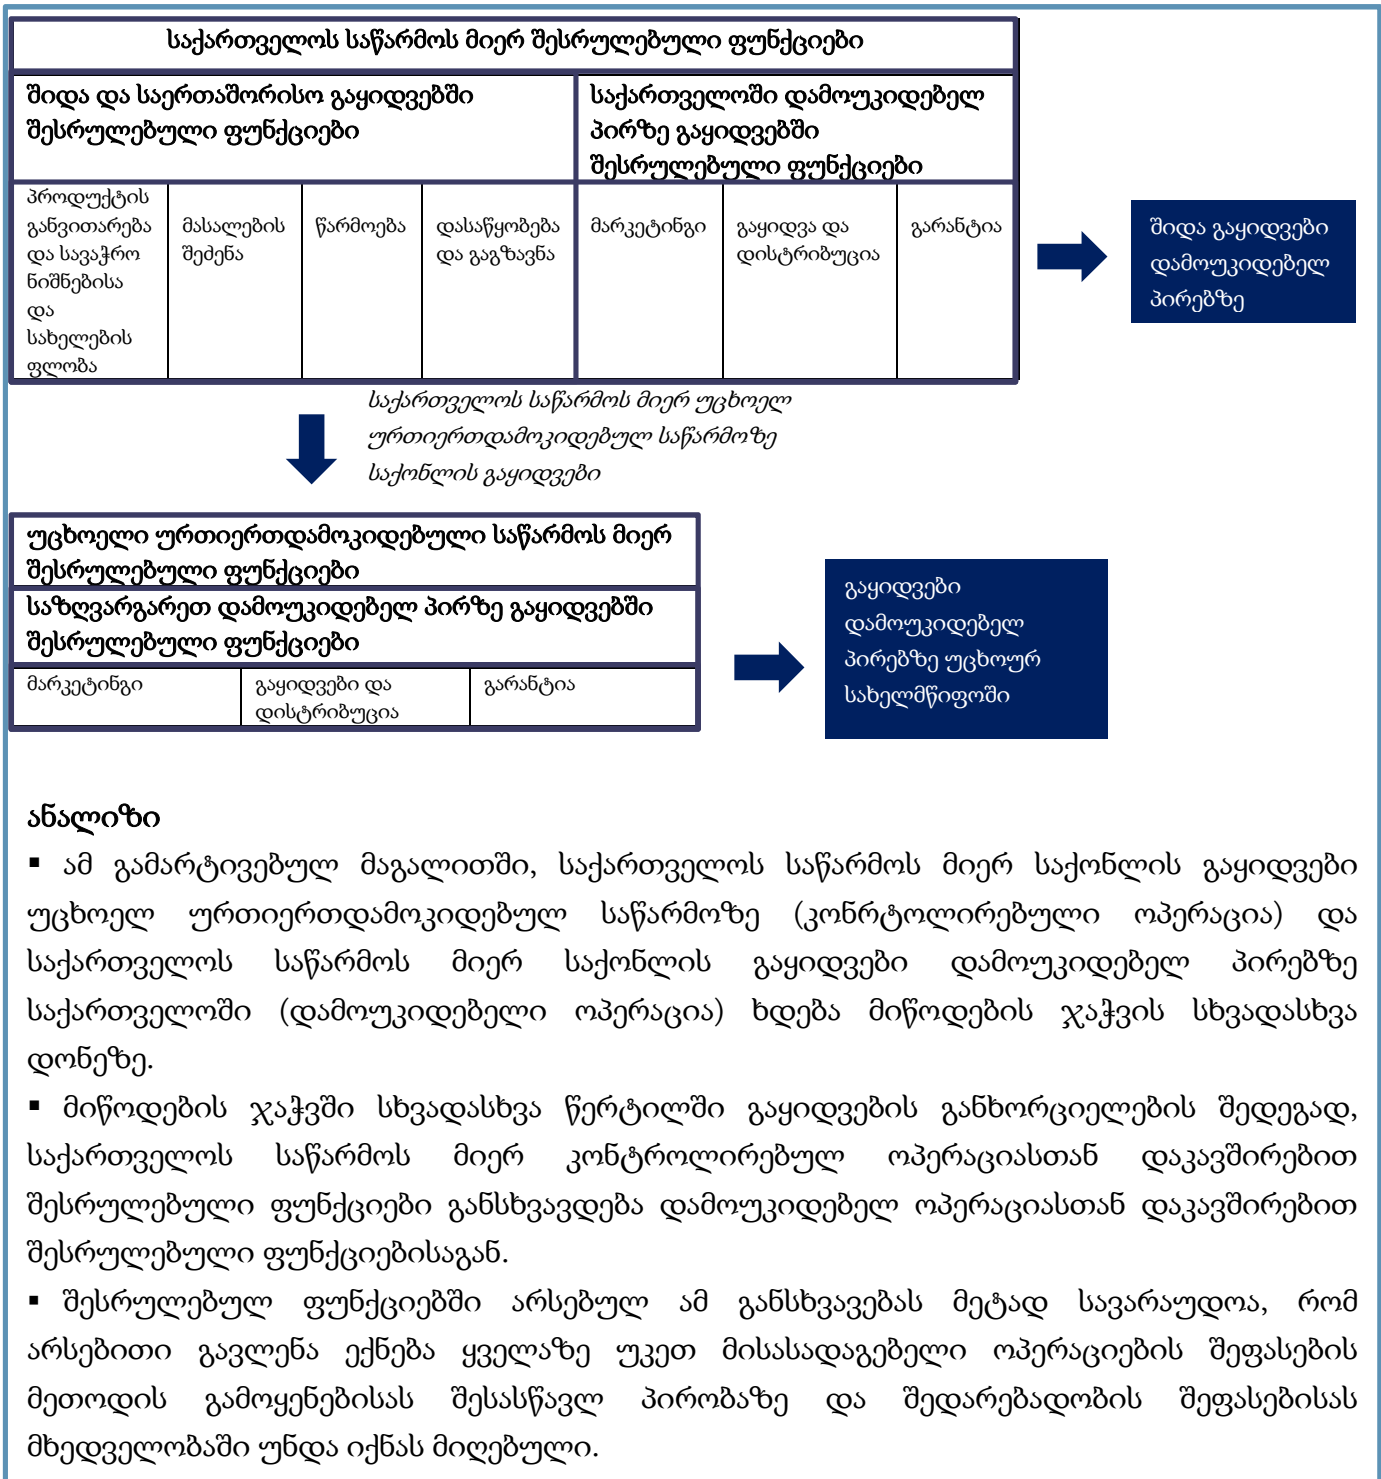 საქართველოს საწარმოს მიერ შესრულებული ფუნქციები
შიდა და საერთაშორისო გაყიდვებში
შესრულებული ფუნქციები
საქართველოში დამოუკიდებელ
პირზე გაყიდვებში
შესრულებული ფუნქციები
პროდუქტის
განვითარება
და სავაჭრო
ნიშნებისა
და
სახელების
ფლობა
მასალების
შეძენა
წარმოება
დასაწყობება
და გაგზავნა
მარკეტინგი
გაყიდვა და
დისტრიბუცია
გარანტია
შიდა გაყიდვები
დამოუკიდებელ
პირებზე
საქართველოს საწარმოს მიერ უცხოელ
ურთიერთდამოკიდებულ საწარმოზე
საქონლის გაყიდვები
უცხოელი ურთიერთდამოკიდებული საწარმოს მიერ
შესრულებული ფუნქციები
საზღვარგარეთ დამოუკიდებელ პირზე გაყიდვებში
შესრულებული ფუნქციები
მარკეტინგი
გაყიდვები და
დისტრიბუცია
გარანტია
გაყიდვები
დამოუკიდებელ
პირებზე უცხოურ
სახელმწიფოში
ანალიზი
▪ ამ გამარტივებულ მაგალითში, საქართველოს საწარმოს მიერ საქონლის გაყიდვები
უცხოელ ურთიერთდამოკიდებულ საწარმოზე (კონრტოლირებული ოპერაცია) და
საქართველოს საწარმოს მიერ საქონლის გაყიდვები დამოუკიდებელ პირებზე
საქართველოში (დამოუკიდებელი ოპერაცია) ხდება მიწოდების ჯაჭვის სხვადასხვა
დონეზე.
▪ მიწოდების ჯაჭვში სხვადასხვა წერტილში გაყიდვების განხორციელების შედეგად,
საქართველოს საწარმოს მიერ კონტროლირებულ ოპერაციასთან დაკავშირებით
შესრულებული ფუნქციები განსხვავდება დამოუკიდებელ ოპერაციასთან დაკავშირებით
შესრულებული ფუნქციებისაგან.
▪ შესრულებულ ფუნქციებში არსებულ ამ განსხვავებას მეტად სავარაუდოა, რომ
არსებითი გავლენა ექნება ყველაზე უკეთ მისასადაგებელი ოპერაციების შეფასების
მეთოდის გამოყენებისას შესასწავლ პირობაზე და შედარებადობის შეფასებისას
მხედველობაში უნდა იქნას მიღებული.